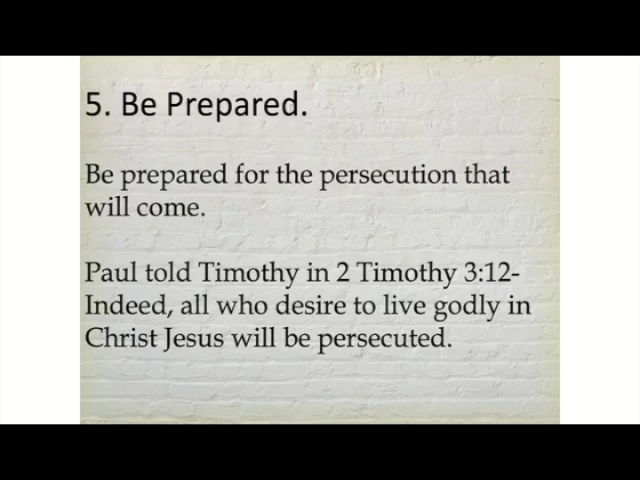 5. Be Prepared.
Be prepared for the persecution that
will come.
Paul told Timothy in 2 Timothy 3:12-
Indeed, all who desire to live godly in
Christ Jesus will be persecuted.